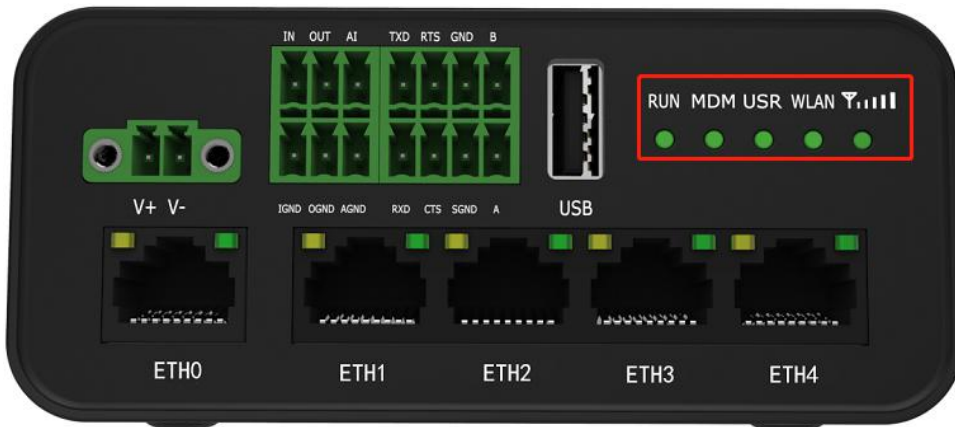 IN OUT AI TXD RTS GND B
RUN MDM USR WLAN
IGND OGND AGND RXD CTS SGND A
V+ V- USB
ETH0 ETH1 ETH2 ETH3 ETH4